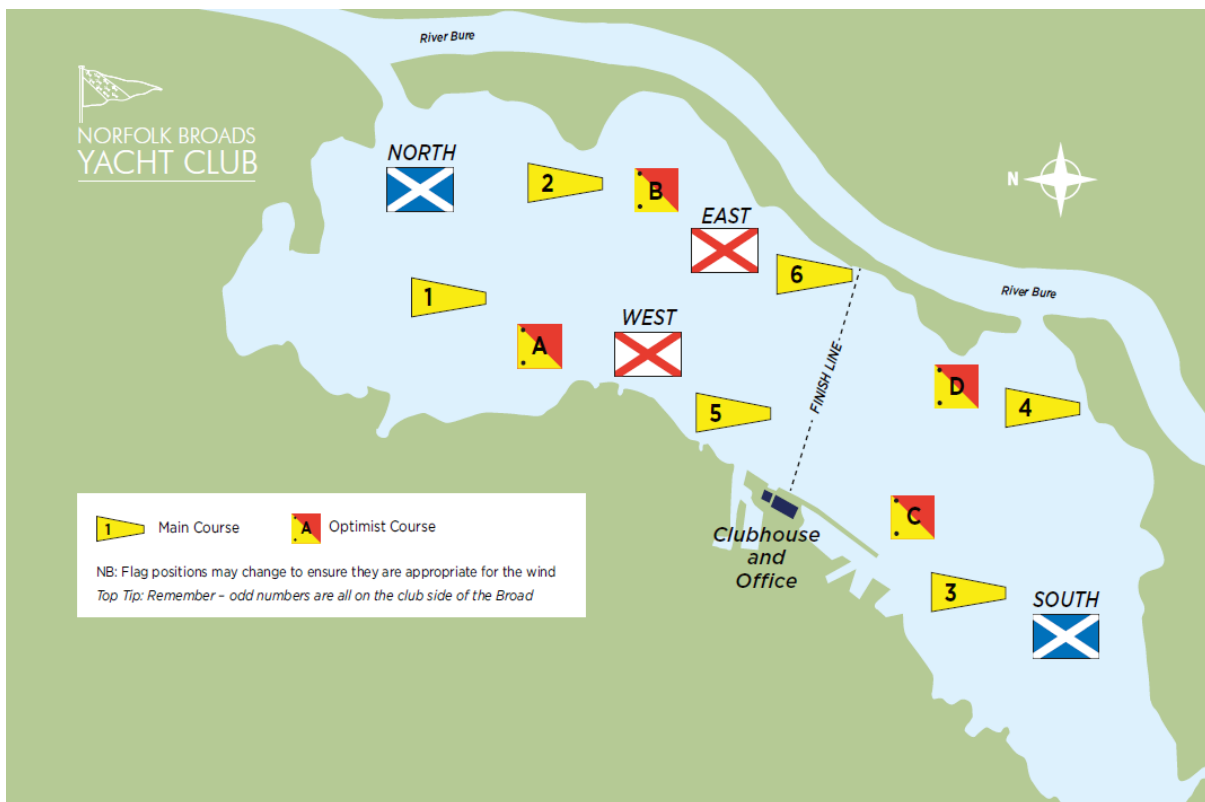 River Bure
NORFOLK BROADS
YACHT CLUB
NORTH
2
B
N
EAST
6
1
River Bure
WEST
A
FINISH LINE
D
5
4
1 Main Course
A Optimist Course
C
Clubhouse
and
Office
NB: Flag positions may change to ensure they are appropriate for the wind
Top Tip: Remember – odd numbers are all on the club side of the Broad
3
SOUTH